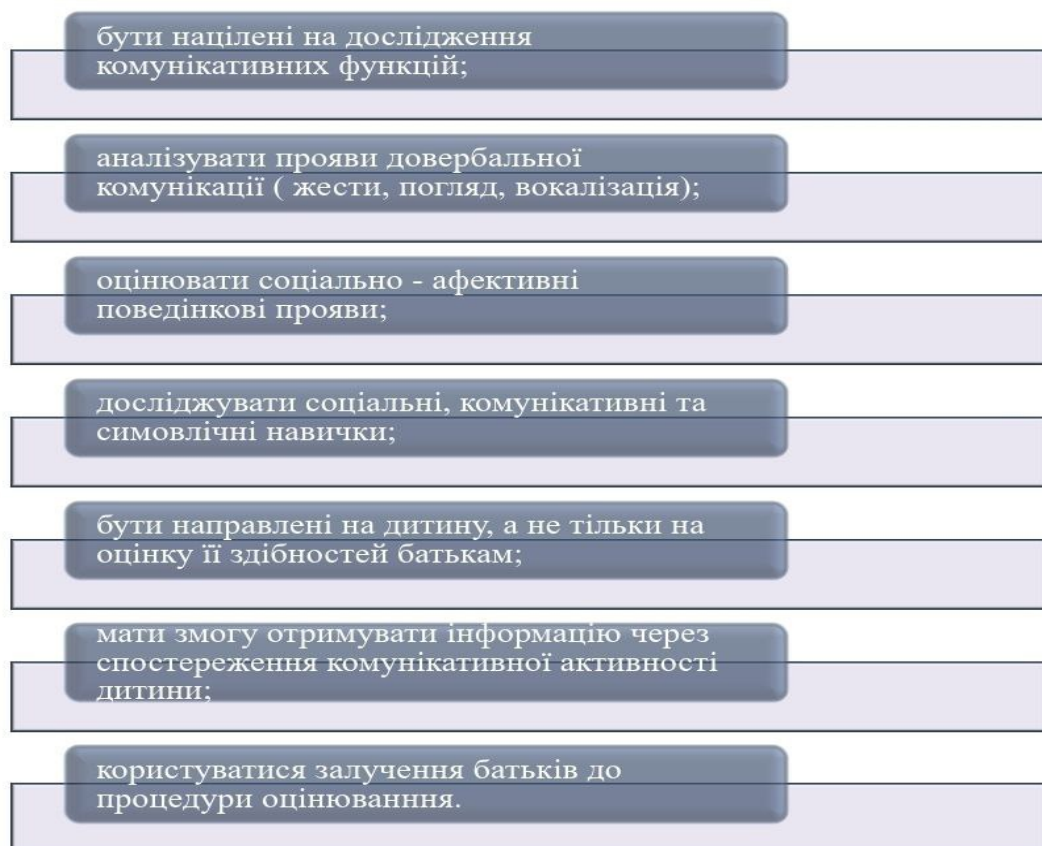 бути націлені на дослідження
комунікативних функцій;
аналізувати прояви довербальної
комунікації ( жести, погляд, вокалізація);
оцінювати соціально - афективні
поведінкові прояви;
досліджувати соціальні, комунікативні та
симовлічні навички;
бути направлені на дитину, а не тільки на
оцінку її здібностей батькам;
мати змогу отримувати інформацію через
спостереження комунікативної активності
дитини;
користуватися залучення батьків до
процедури оцінюванння.